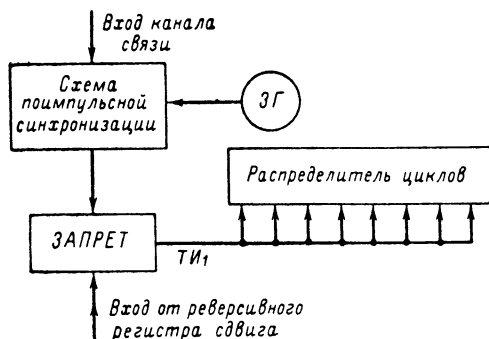 Вход канала
связи
Схема
поимпульсной
синхронизации
ЗГ
Распределитель циклов
ЗАПРЕТ
ТИ1
Вход от реверсивного
регистра сдвига